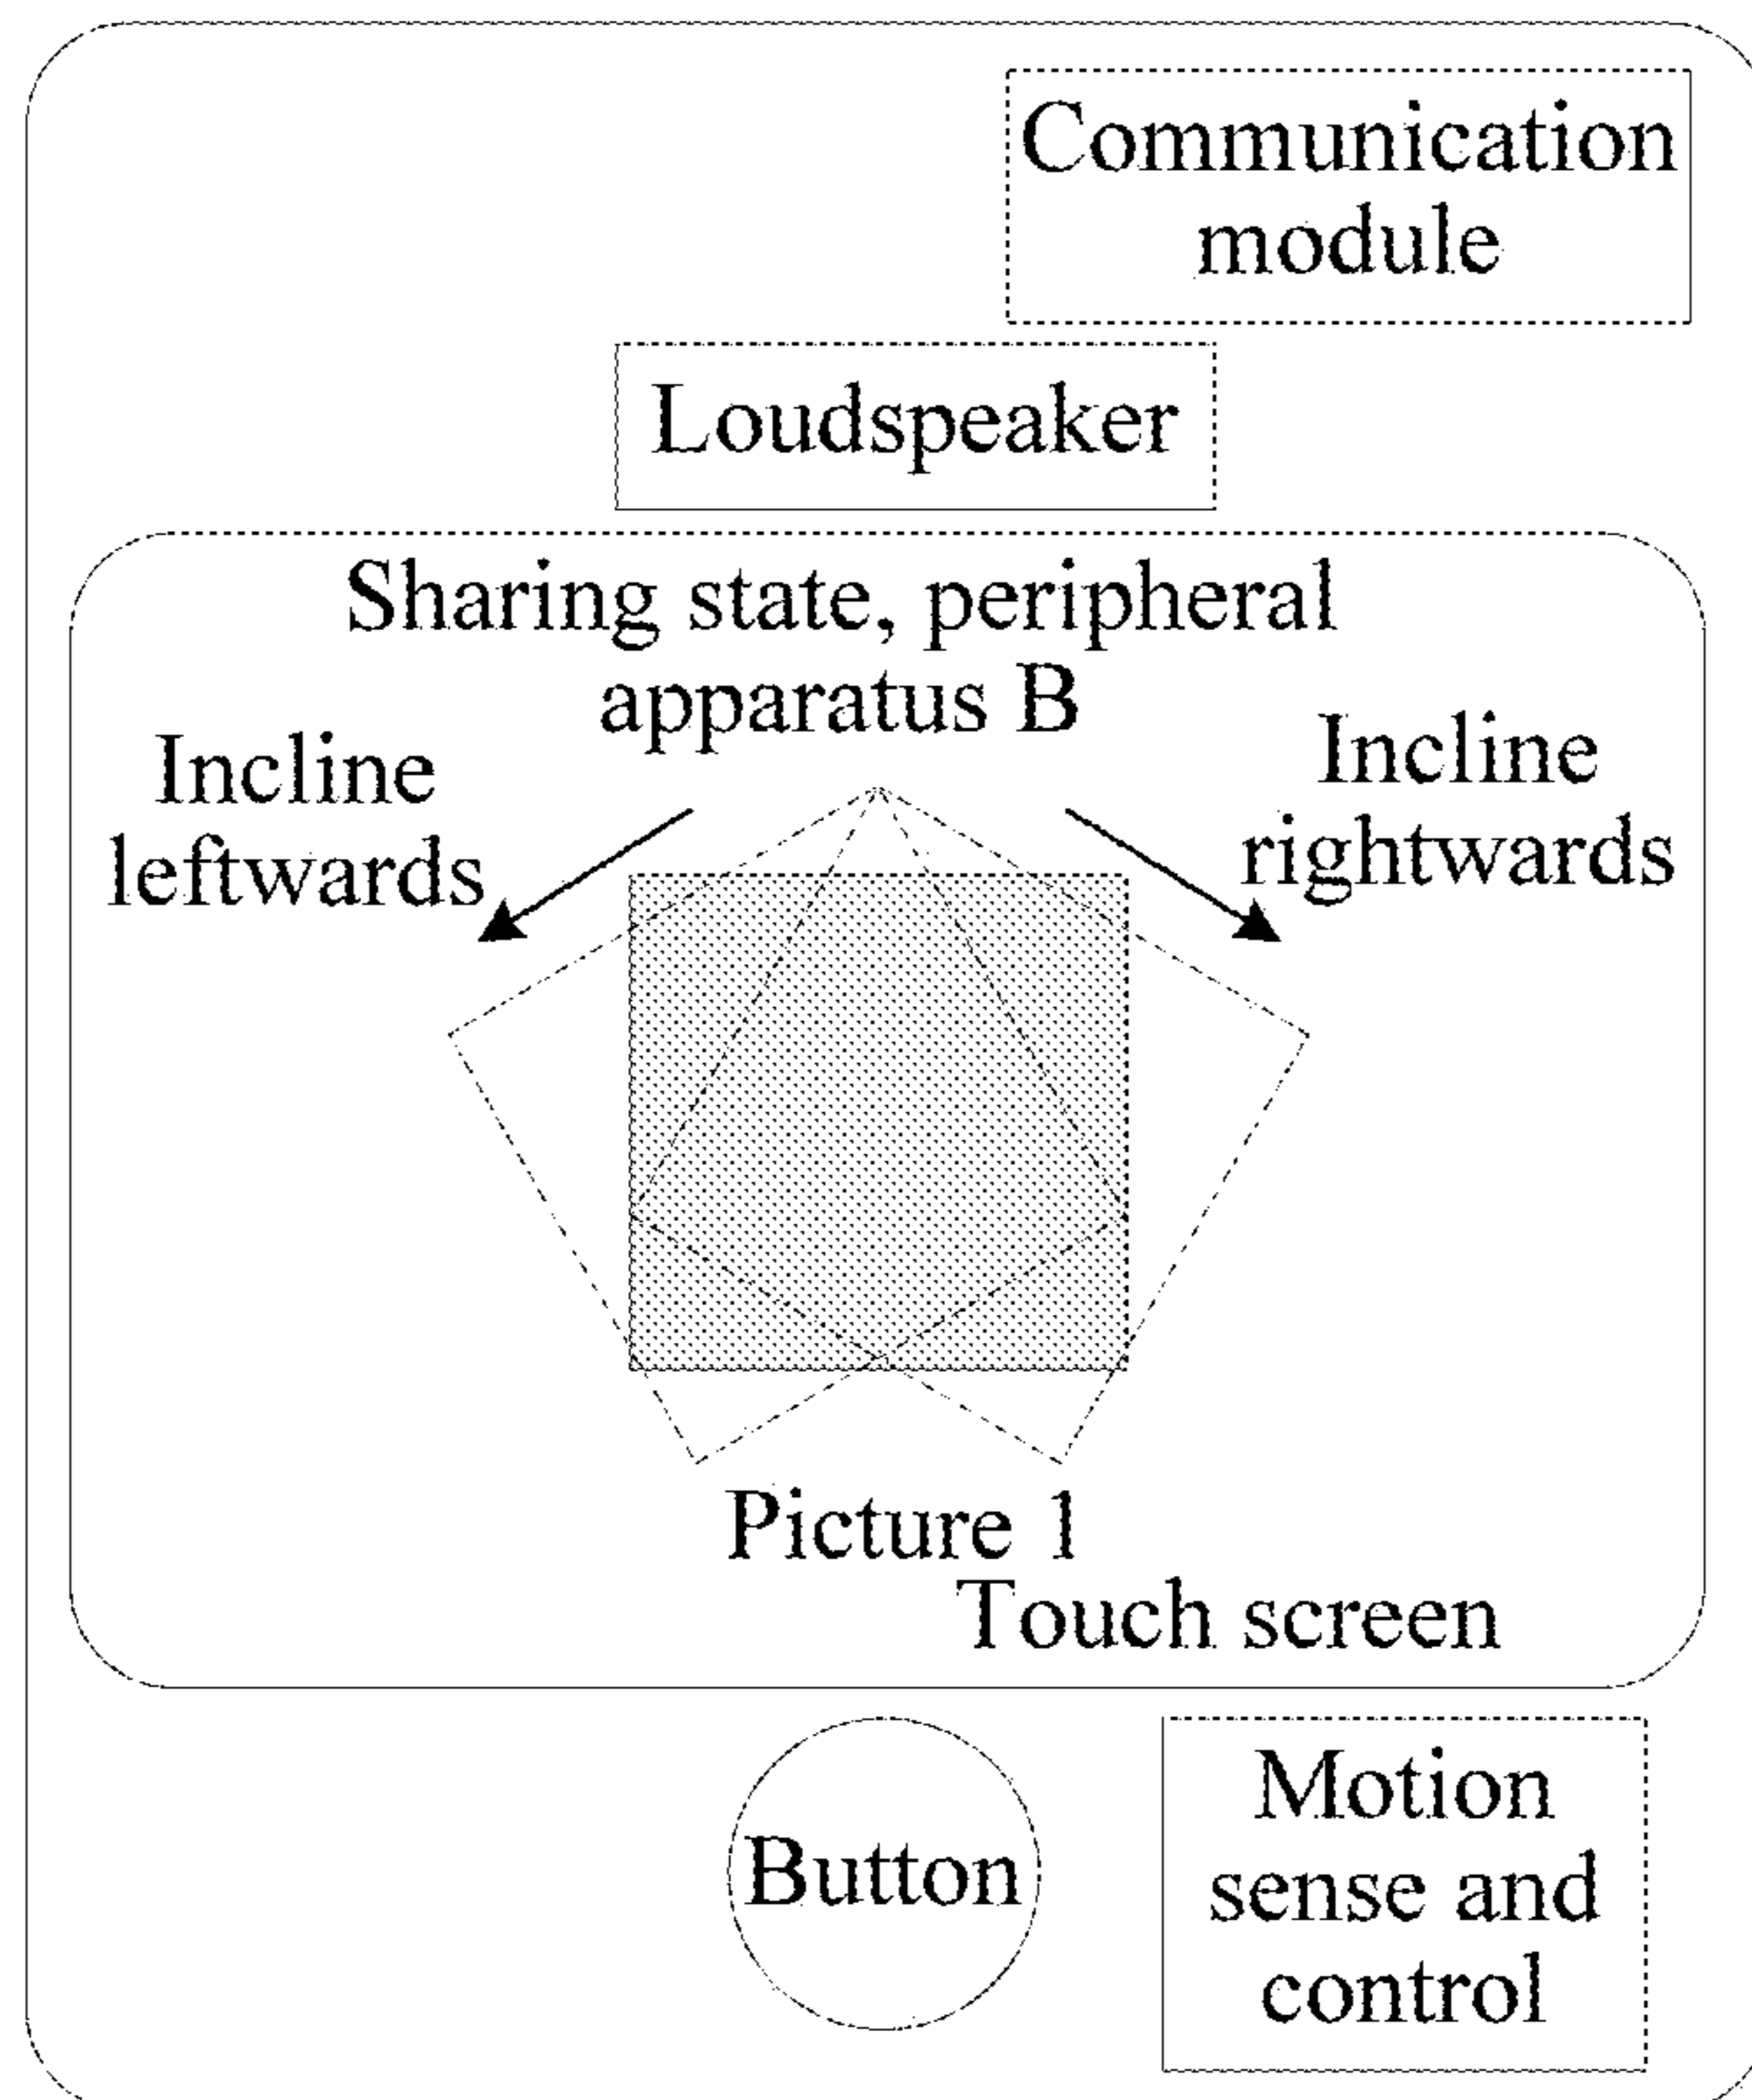 Communication
module
Loudspeaker
Sharing state, peripheral
apparatus B
Incline
leftwards
Incline
rightwards
Picture 1
Touch screen
Button
Motion
sense and
control